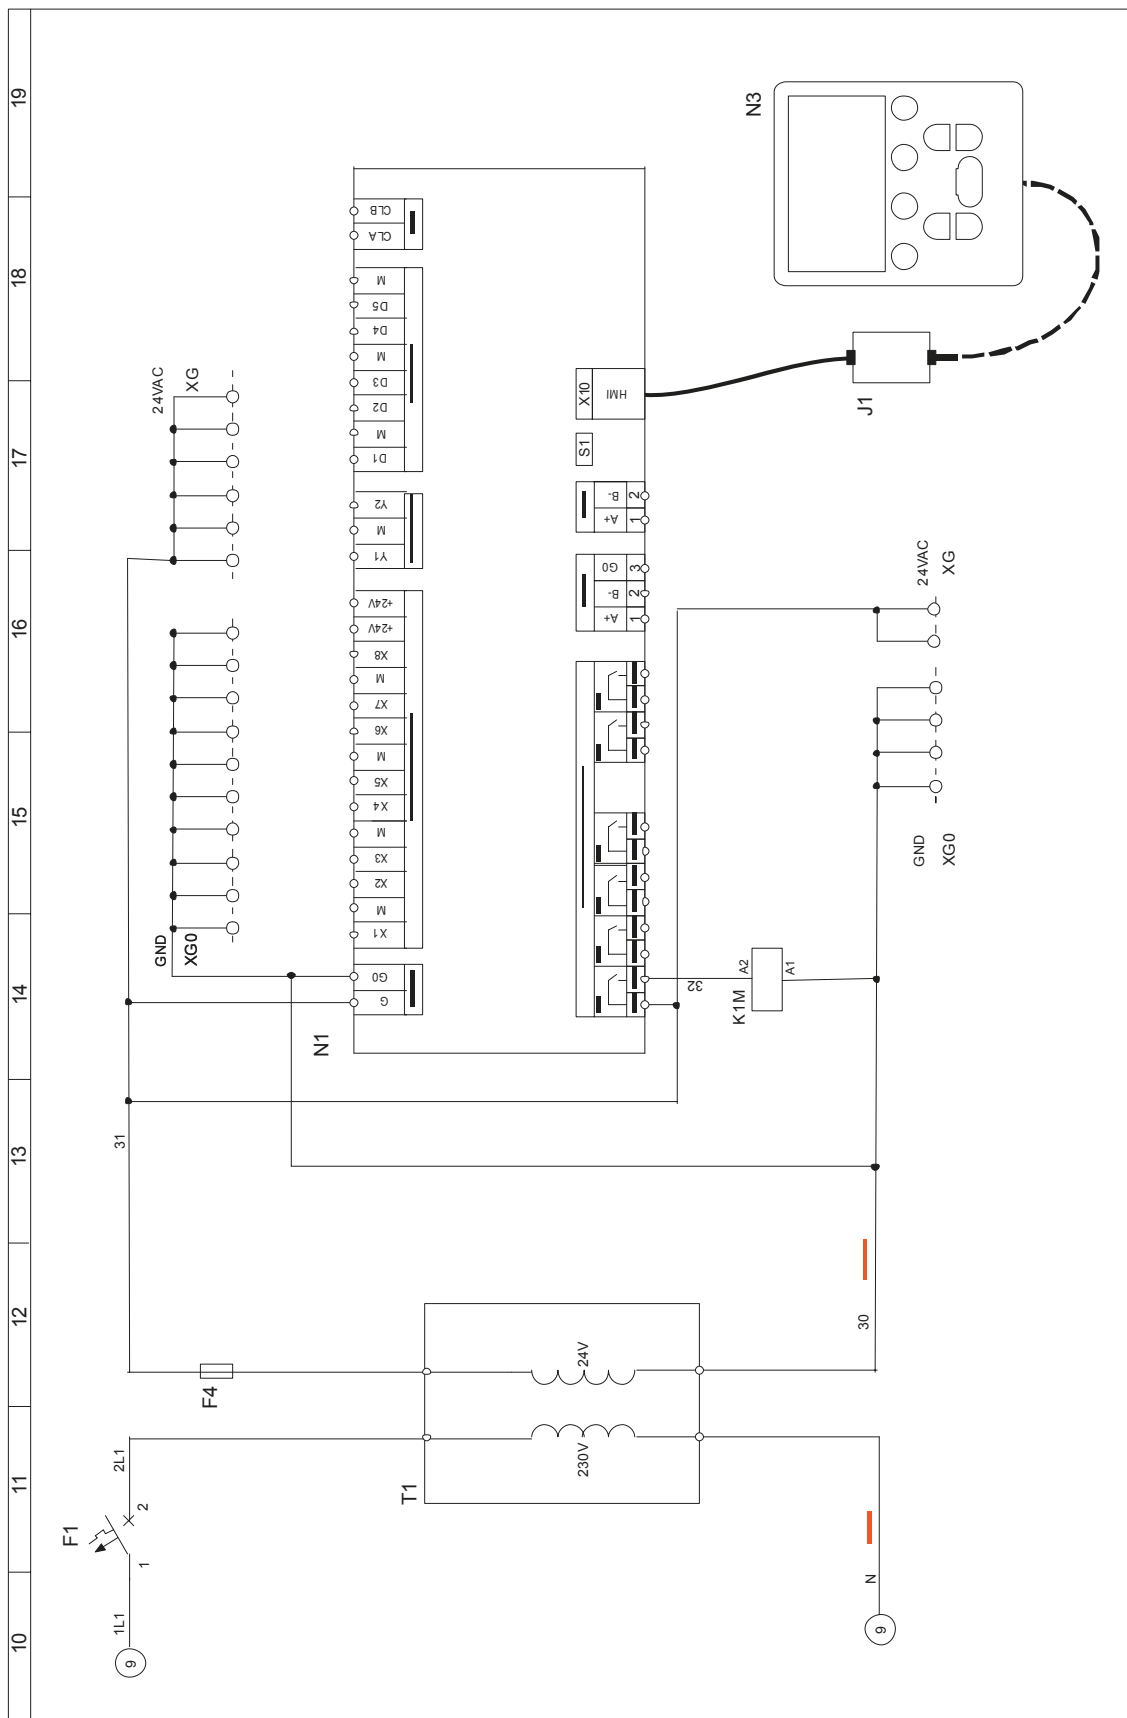 10 11 12 13 14 15 16 17 18 19
F1
1L1 2L1 31
1 2
9
GND 24VAC
XG0 XG
F4
N1
G G0 X1 M X2 X3 M X4 X5 M X6 X7 M X8 +24V +24V Y1 M Y2 D1 M D2 D3 M D4 D5 M CLA CLB
T1
230V 24V
S1 X10
A+ B- G0 A+ B- HMI
1 2 3 1 2
32
K1M
A2
A1
N3
J1
N 30
9
GND 24VAC
XG0 XG